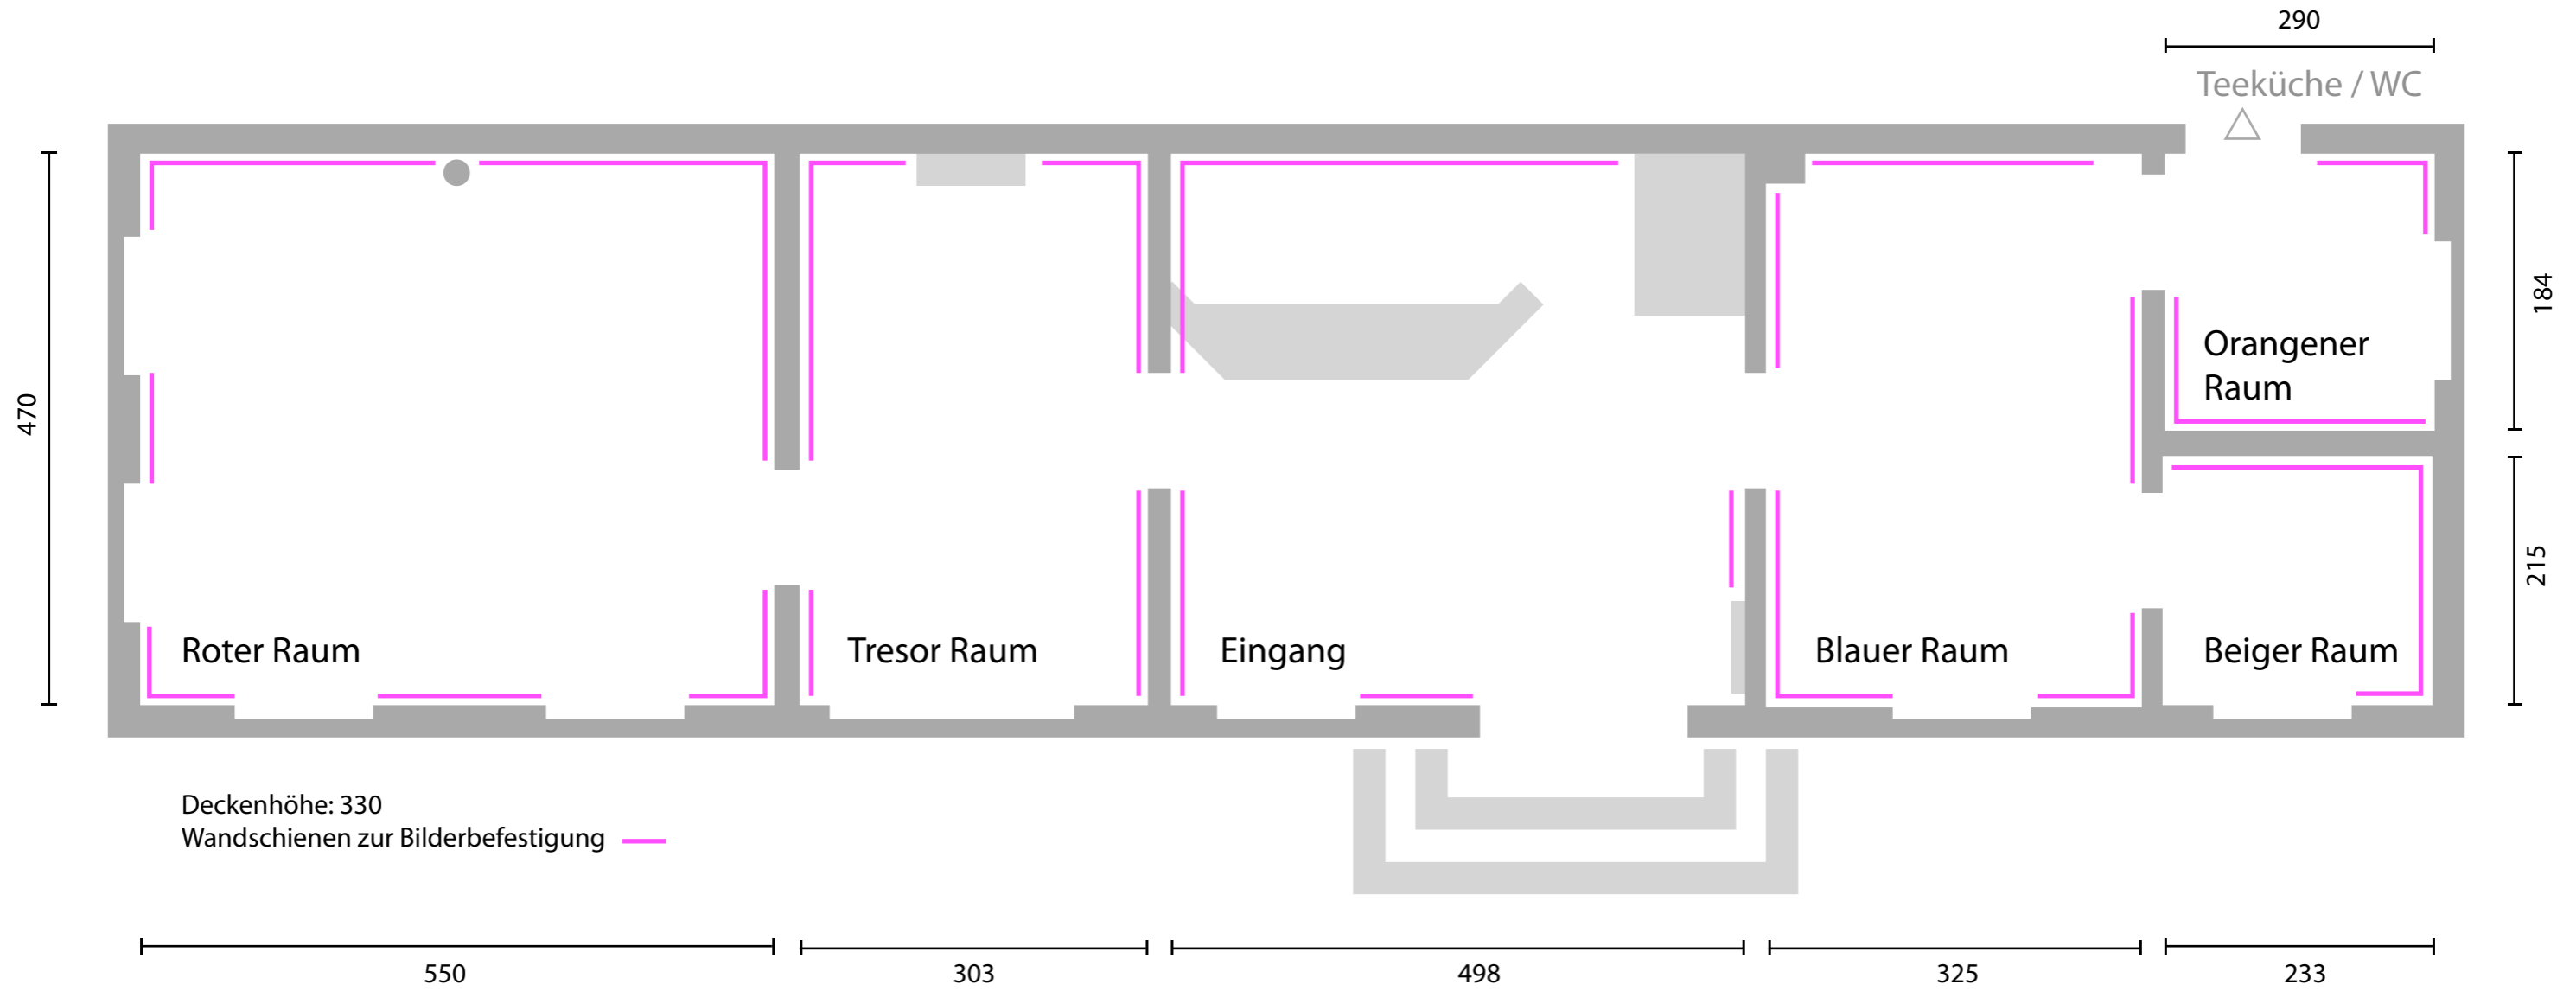 290
Teeküche / WC
470
184
Orangener
Raum
215
Roter Raum
Tresor Raum
Eingang
Blauer Raum
Beiger Raum
Deckenhöhe: 330
Wandschienen zur Bilderbefestigung
550
303
498
325
233